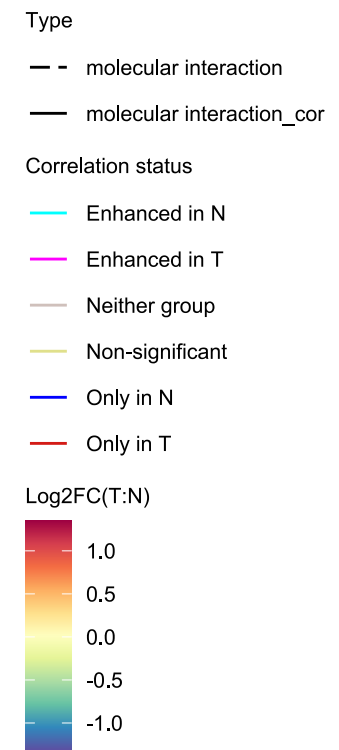 Type
molecular interaction
molecular interaction_cor
Correlation status
Enhanced in N
Enhanced in T
Neither group
Non-significant
Only in N
Only in T
Log2FC(T:N)
1.0
0.5
0.0
-0.5
-1.0